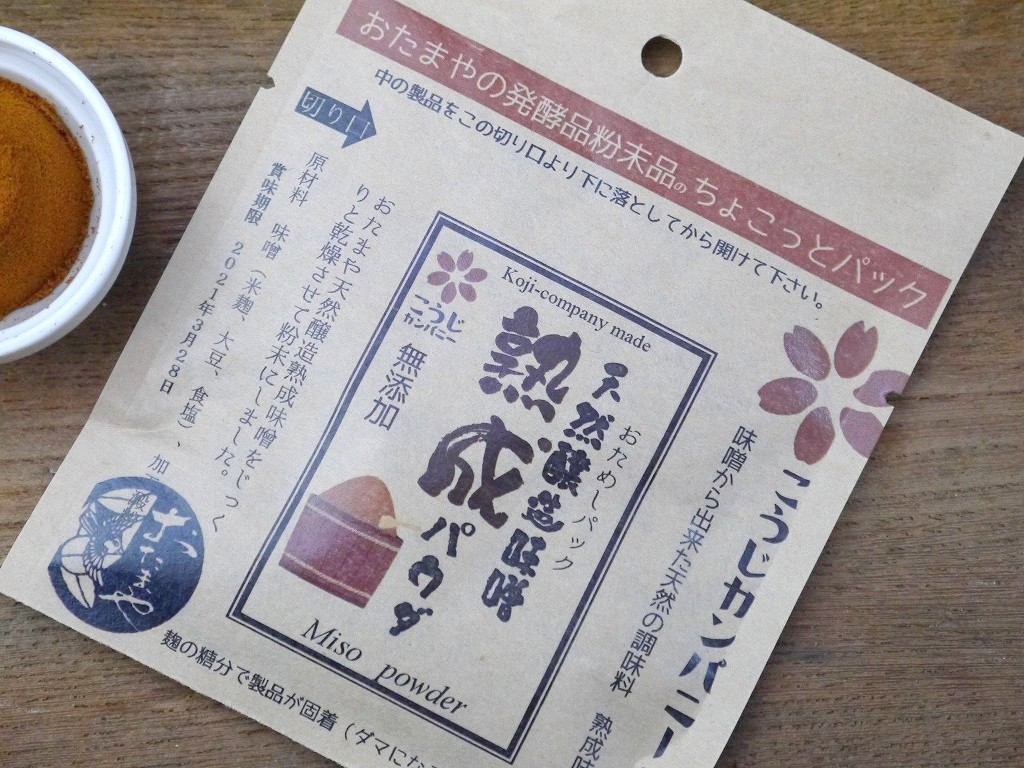 おたまやの発酵品粉末品のちょこっとパック
中の製品をこの切り口より下に落としてから開けて下さい。
切り口
こうじカンパニー
味噌から出来た天然の調味料 熟成味
Koji-company made
こうじ
カンパニー
無添加
おためしパック
天然醸造味噌
熟成パウダー
Miso powder
おたまや天然醸造熟成味噌をじっく
りと乾燥させて粉末にしました。
原材料 味噌（米麹、大豆、食塩）、
賞味期限 2021年3月28日
加
おたまや
麹の糖分で製品が固着（ダマにな